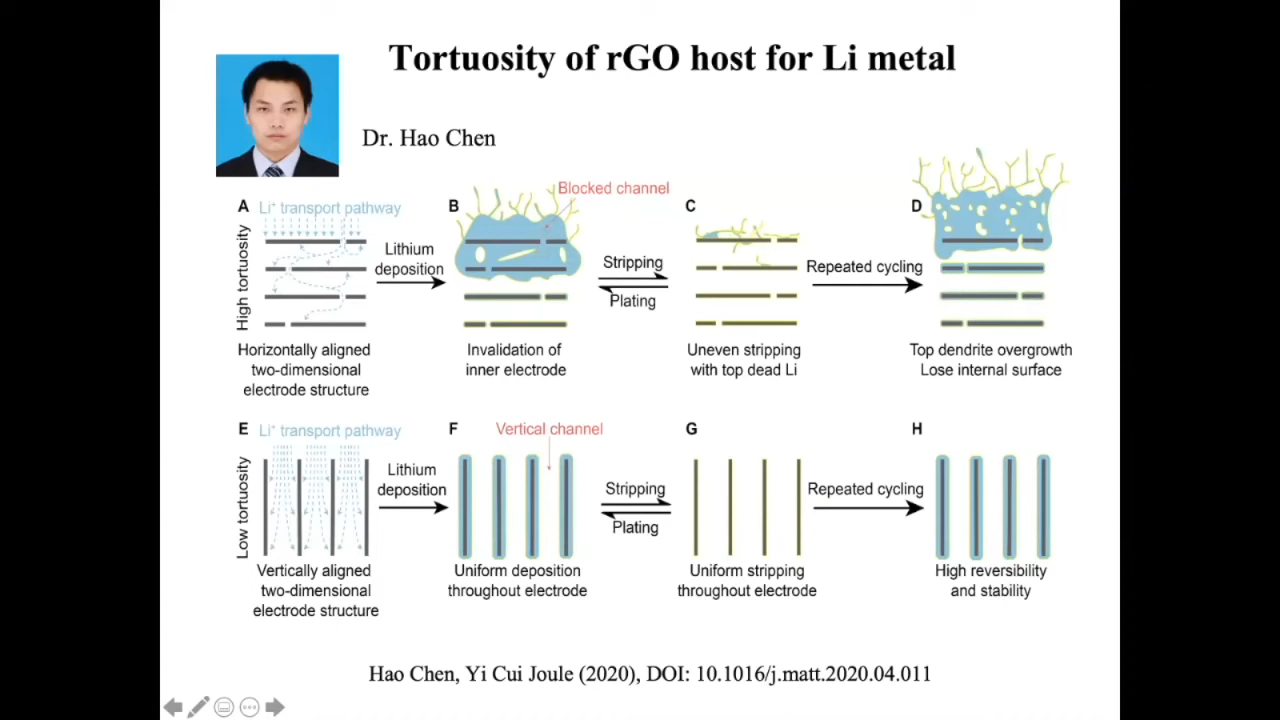 Tortuosity of rGO host for Li metal
Dr. Hao Chen
A
Li⁺ transport pathway
High tortuosity
Horizontally aligned
two-dimensional
electrode structure
Lithium
deposition
B
Blocked channel
Invalidation of
inner electrode
Stripping
Plating
C
Uneven stripping
with top dead Li
Repeated cycling
D
Top dendrite overgrowth
Lose internal surface
E
Li⁺ transport pathway
Low tortuosity
Vertically aligned
two-dimensional
electrode structure
Lithium
deposition
F
Vertical channel
Uniform deposition
throughout electrode
Stripping
Plating
G
Uniform stripping
throughout electrode
Repeated cycling
H
High reversibility
and stability
Hao Chen, Yi Cui Joule (2020), DOI: 10.1016/j.matt.2020.04.011